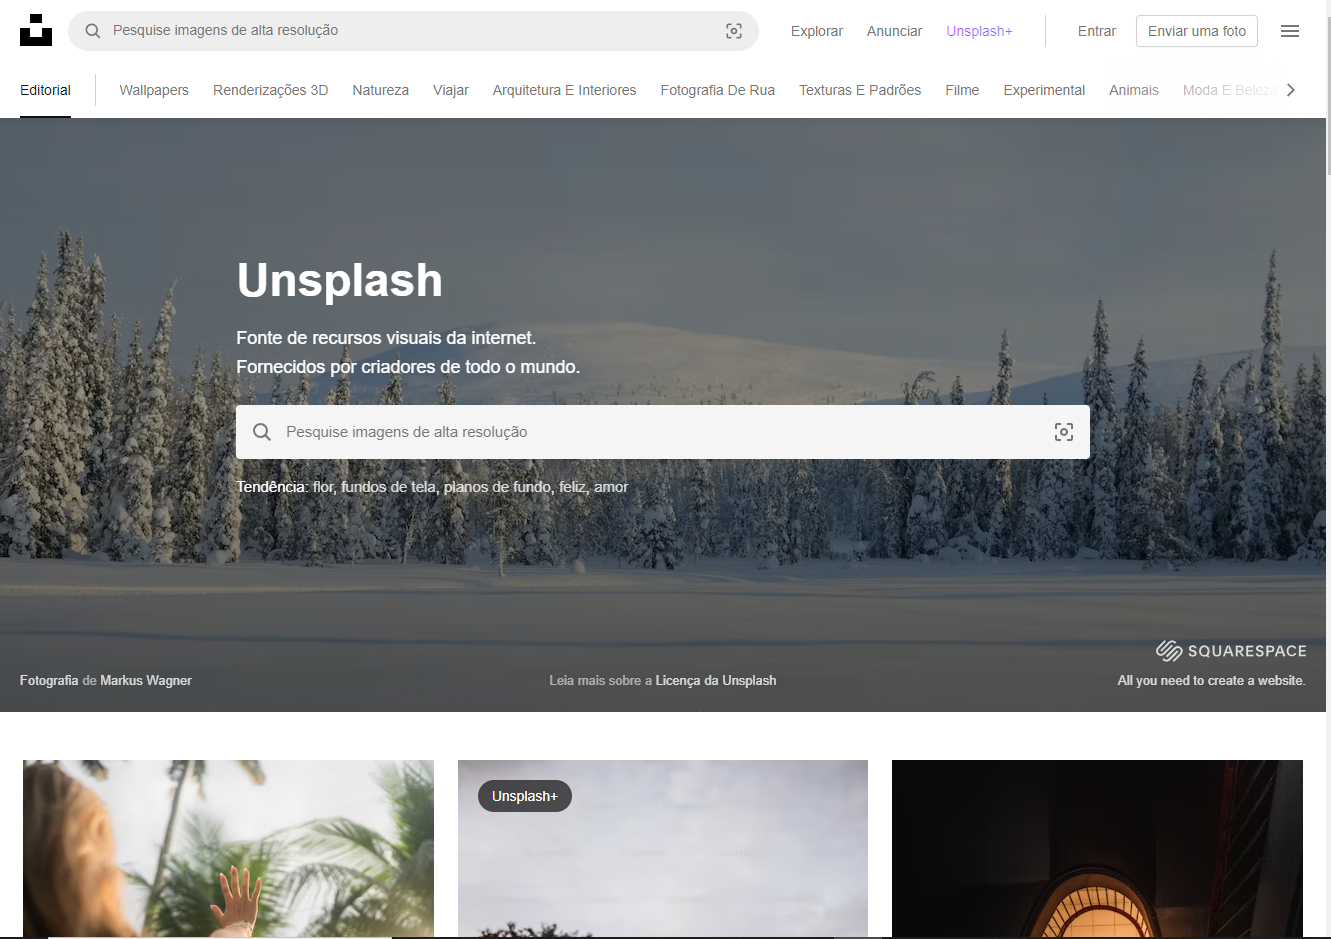 Pesquise imagens de alta resolução
Explorar
Anunciar
Unsplash+
Entrar
Enviar uma foto
Editorial
Wallpapers
Renderizações 3D
Natureza
Viajar
Arquitetura E Interiores
Fotografia De Rua
Texturas E Padrões
Filme
Experimental
Animais
Moda E Beleza
Unsplash
Fonte de recursos visuais da internet.
Fornecidos por criadores de todo o mundo.
Pesquise imagens de alta resolução
Tendência: flor, fundos de tela, planos de fundo, feliz, amor
SQUARESPACE
Fotografia de Markus Wagner
Leia mais sobre a Licença da Unsplash
All you need to create a website.
Unsplash+